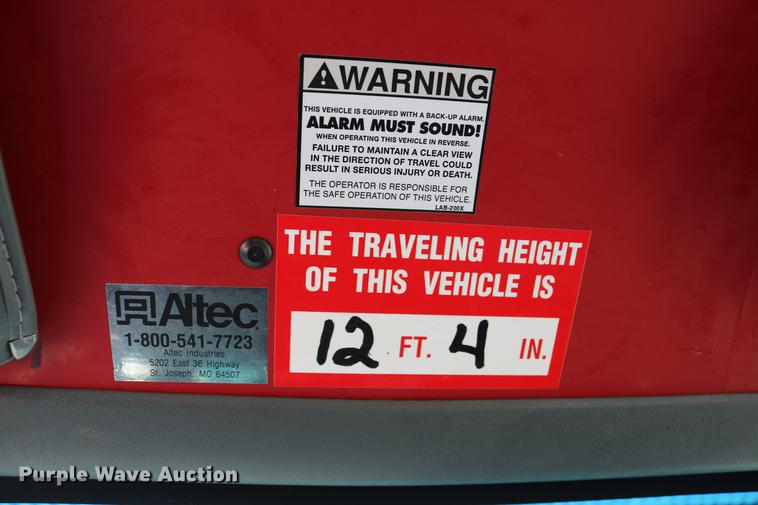 WARNING
THIS VEHICLE IS EQUIPPED WITH A BACK-UP ALARM.
ALARM MUST SOUND!
WHEN OPERATING THIS VEHICLE IN REVERSE.
FAILURE TO MAINTAIN A CLEAR VIEW
IN THE DIRECTION OF TRAVEL COULD
RESULT IN SERIOUS INJURY OR DEATH.
THE OPERATOR IS RESPONSIBLE FOR
THE SAFE OPERATION OF THIS VEHICLE.
LAB-200X
THE TRAVELING HEIGHT
OF THIS VEHICLE IS
12 FT. 4 IN.
Altec
1-800-541-7723
Altec Industries
5202 East 36 Highway
St. Joseph, MO 64507
Purple Wave Auction